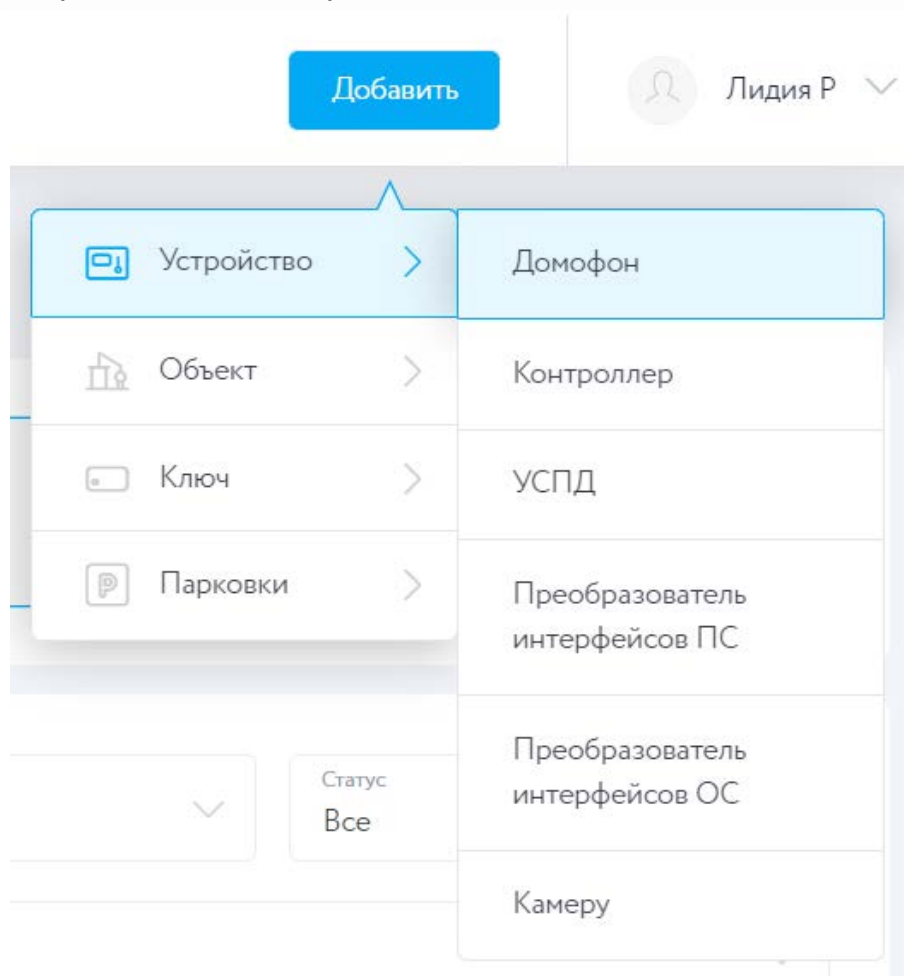 Добавить
Лидия Р
Устройство
Объект
Ключ
Парковки
Домофон
Контроллер
УСПД
Преобразователь
интерфейсов ПС
Преобразователь
интерфейсов ОС
Камеру
Статус
Все